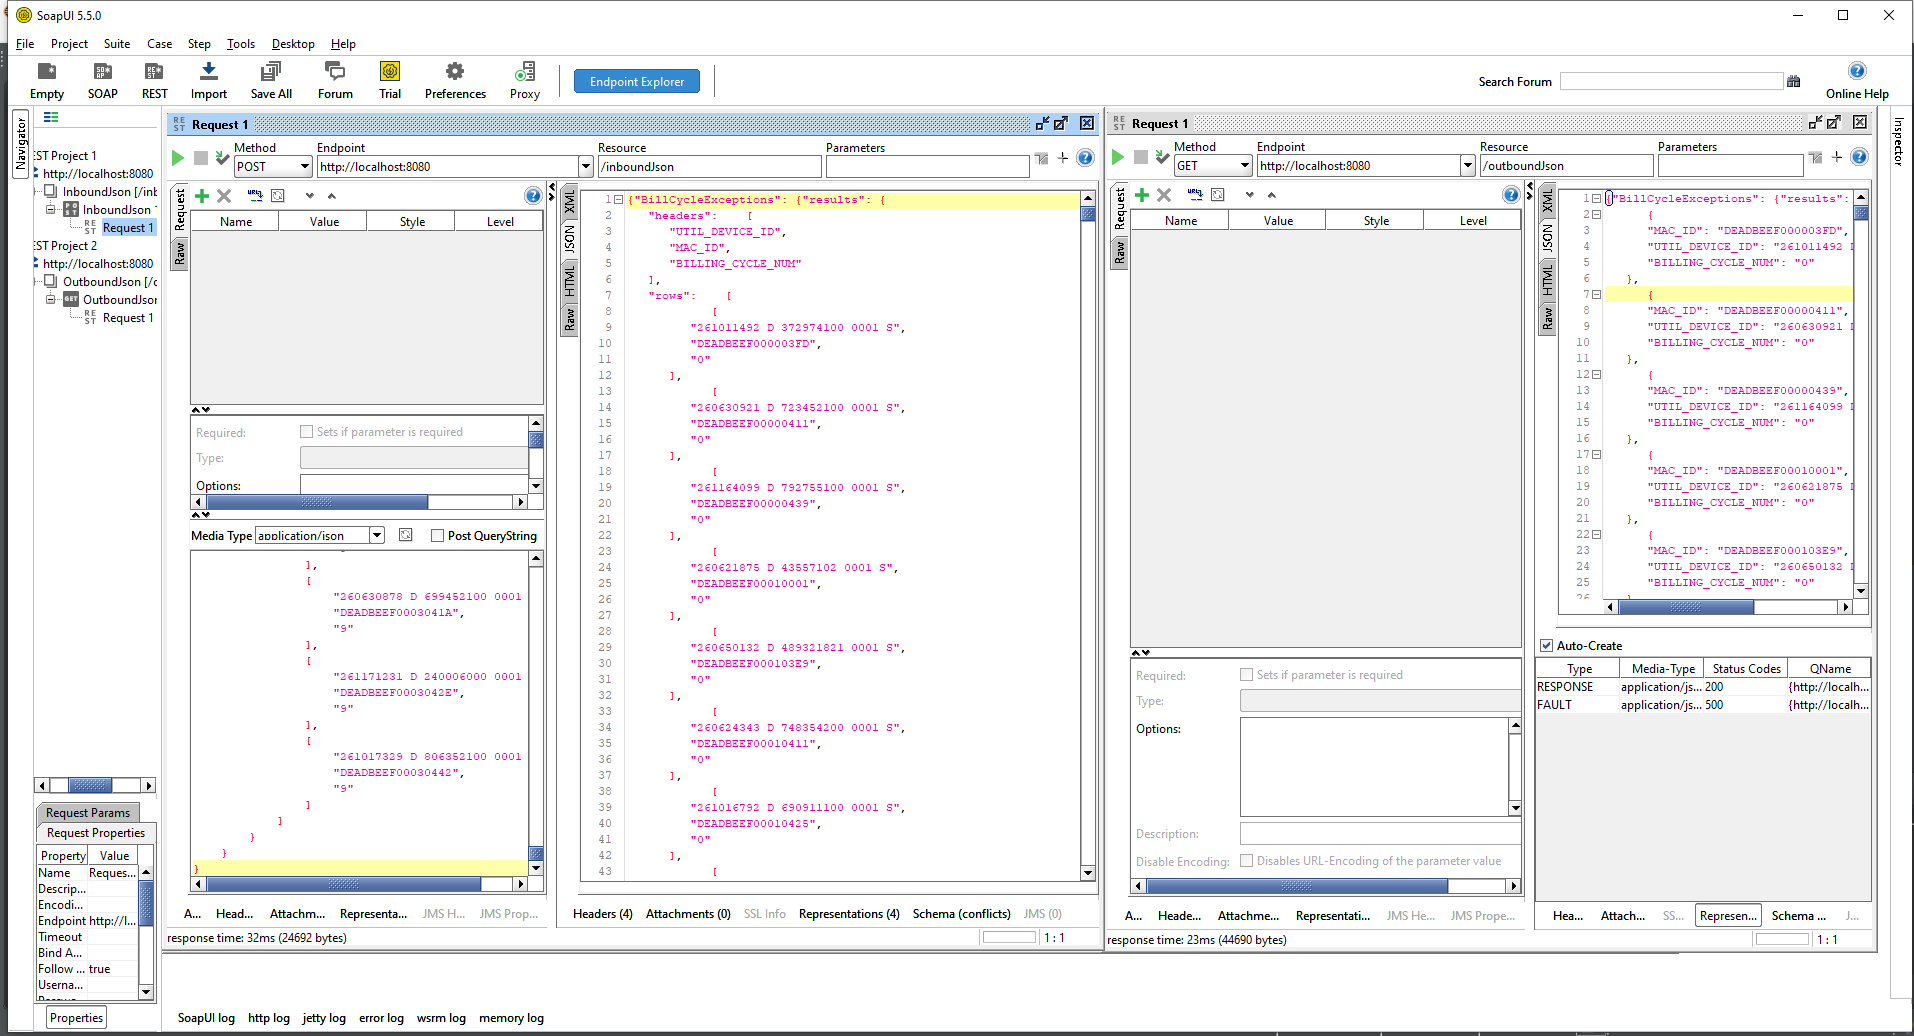 SoapUI 5.5.0
File Project Suite Case Step Tools Desktop Help
Empty SOAP REST Import Save All Forum Trial Preferences Proxy Endpoint Explorer Search Forum Online Help
Navigator
EST Project 1
http://localhost:8080
InboundJson [/inb
InboundJson
Request 1
EST Project 2
http://localhost:8080
OutboundJson [/o
OutboundJson
Request 1
Request Params
Request Properties
Property Value
Name Reques...
Descrip...
Encodi...
Endpoint http://l...
Timeout
Bind A...
Follow ... true
Userna...
Properties
REST Request 1
Method Endpoint Resource Parameters
POST http://localhost:8080 /inboundJson
Request
Raw
Name Value Style Level
Required: Sets if parameter is required
Type:
Options:
Media Type application/json Post QueryString
],
[
"260630878 D 699452100 0001
"DEADBEEF0003041A",
"9"
],
[
"261171231 D 240006000 0001
"DEADBEEF0003042E",
"9"
],
[
"261017329 D 806352100 0001
"DEADBEEF00030442",
"9"
]
]
}
}
}
A... Head... Attachm... Representa... JMS H... JMS Prop...
response time: 32ms (24692 bytes)
XML
JSON
HTML
Raw
1 {"BillCycleExceptions": {"results": {
2 "headers": [
3 "UTIL_DEVICE_ID",
4 "MAC_ID",
5 "BILLING_CYCLE_NUM"
6 ],
7 "rows": [
8 [
9 "261011492 D 372974100 0001 S",
10 "DEADBEEF000003FD",
11 "0"
12 ],
13 [
14 "260630921 D 723452100 0001 S",
15 "DEADBEEF00000411",
16 "0"
17 ],
18 [
19 "261164099 D 792755100 0001 S",
20 "DEADBEEF00000439",
21 "0"
22 ],
23 [
24 "260621875 D 43557102 0001 S",
25 "DEADBEEF00010001",
26 "0"
27 ],
28 [
29 "260650132 D 489321821 0001 S",
30 "DEADBEEF000103E9",
31 "0"
32 ],
33 [
34 "260624343 D 748354200 0001 S",
35 "DEADBEEF00010411",
36 "0"
37 ],
38 [
39 "261016792 D 690911100 0001 S",
40 "DEADBEEF00010425",
41 "0"
42 ],
43 [
Headers (4) Attachments (0) SSL Info Representations (4) Schema (conflicts) JMS (0)
1 : 1
REST Request 1
Method Endpoint Resource Parameters
GET http://localhost:8080 /outboundJson
Request
Raw
Name Value Style Level
Required: Sets if parameter is required
Type:
Options:
Description:
Disable Encoding: Disables URL-Encoding of the parameter value
A... Heade... Attachme... Representati... JMS He... JMS Prope...
response time: 23ms (44690 bytes)
XML
JSON
HTML
Raw
1 {"BillCycleExceptions": {"results":
2 {
3 "MAC_ID": "DEADBEEF000003FD",
4 "UTIL_DEVICE_ID": "261011492 D
5 "BILLING_CYCLE_NUM": "0"
6 },
7 {
8 "MAC_ID": "DEADBEEF00000411",
9 "UTIL_DEVICE_ID": "260630921 D
10 "BILLING_CYCLE_NUM": "0"
11 },
12 {
13 "MAC_ID": "DEADBEEF00000439",
14 "UTIL_DEVICE_ID": "261164099 D
15 "BILLING_CYCLE_NUM": "0"
16 },
17 {
18 "MAC_ID": "DEADBEEF00010001",
19 "UTIL_DEVICE_ID": "260621875 D
20 "BILLING_CYCLE_NUM": "0"
21 },
22 {
23 "MAC_ID": "DEADBEEF000103E9",
24 "UTIL_DEVICE_ID": "260650132 D
25 "BILLING_CYCLE_NUM": "0"
26
Auto-Create
Type Media-Type Status Codes QName
RESPONSE application/js... 200 {http://localh...
FAULT application/js... 500 {http://localh...
Hea... Attach... SS... Represen... Schema ... J...
1 : 1
Inspector
SoapUI log http log jetty log error log wsrm log memory log